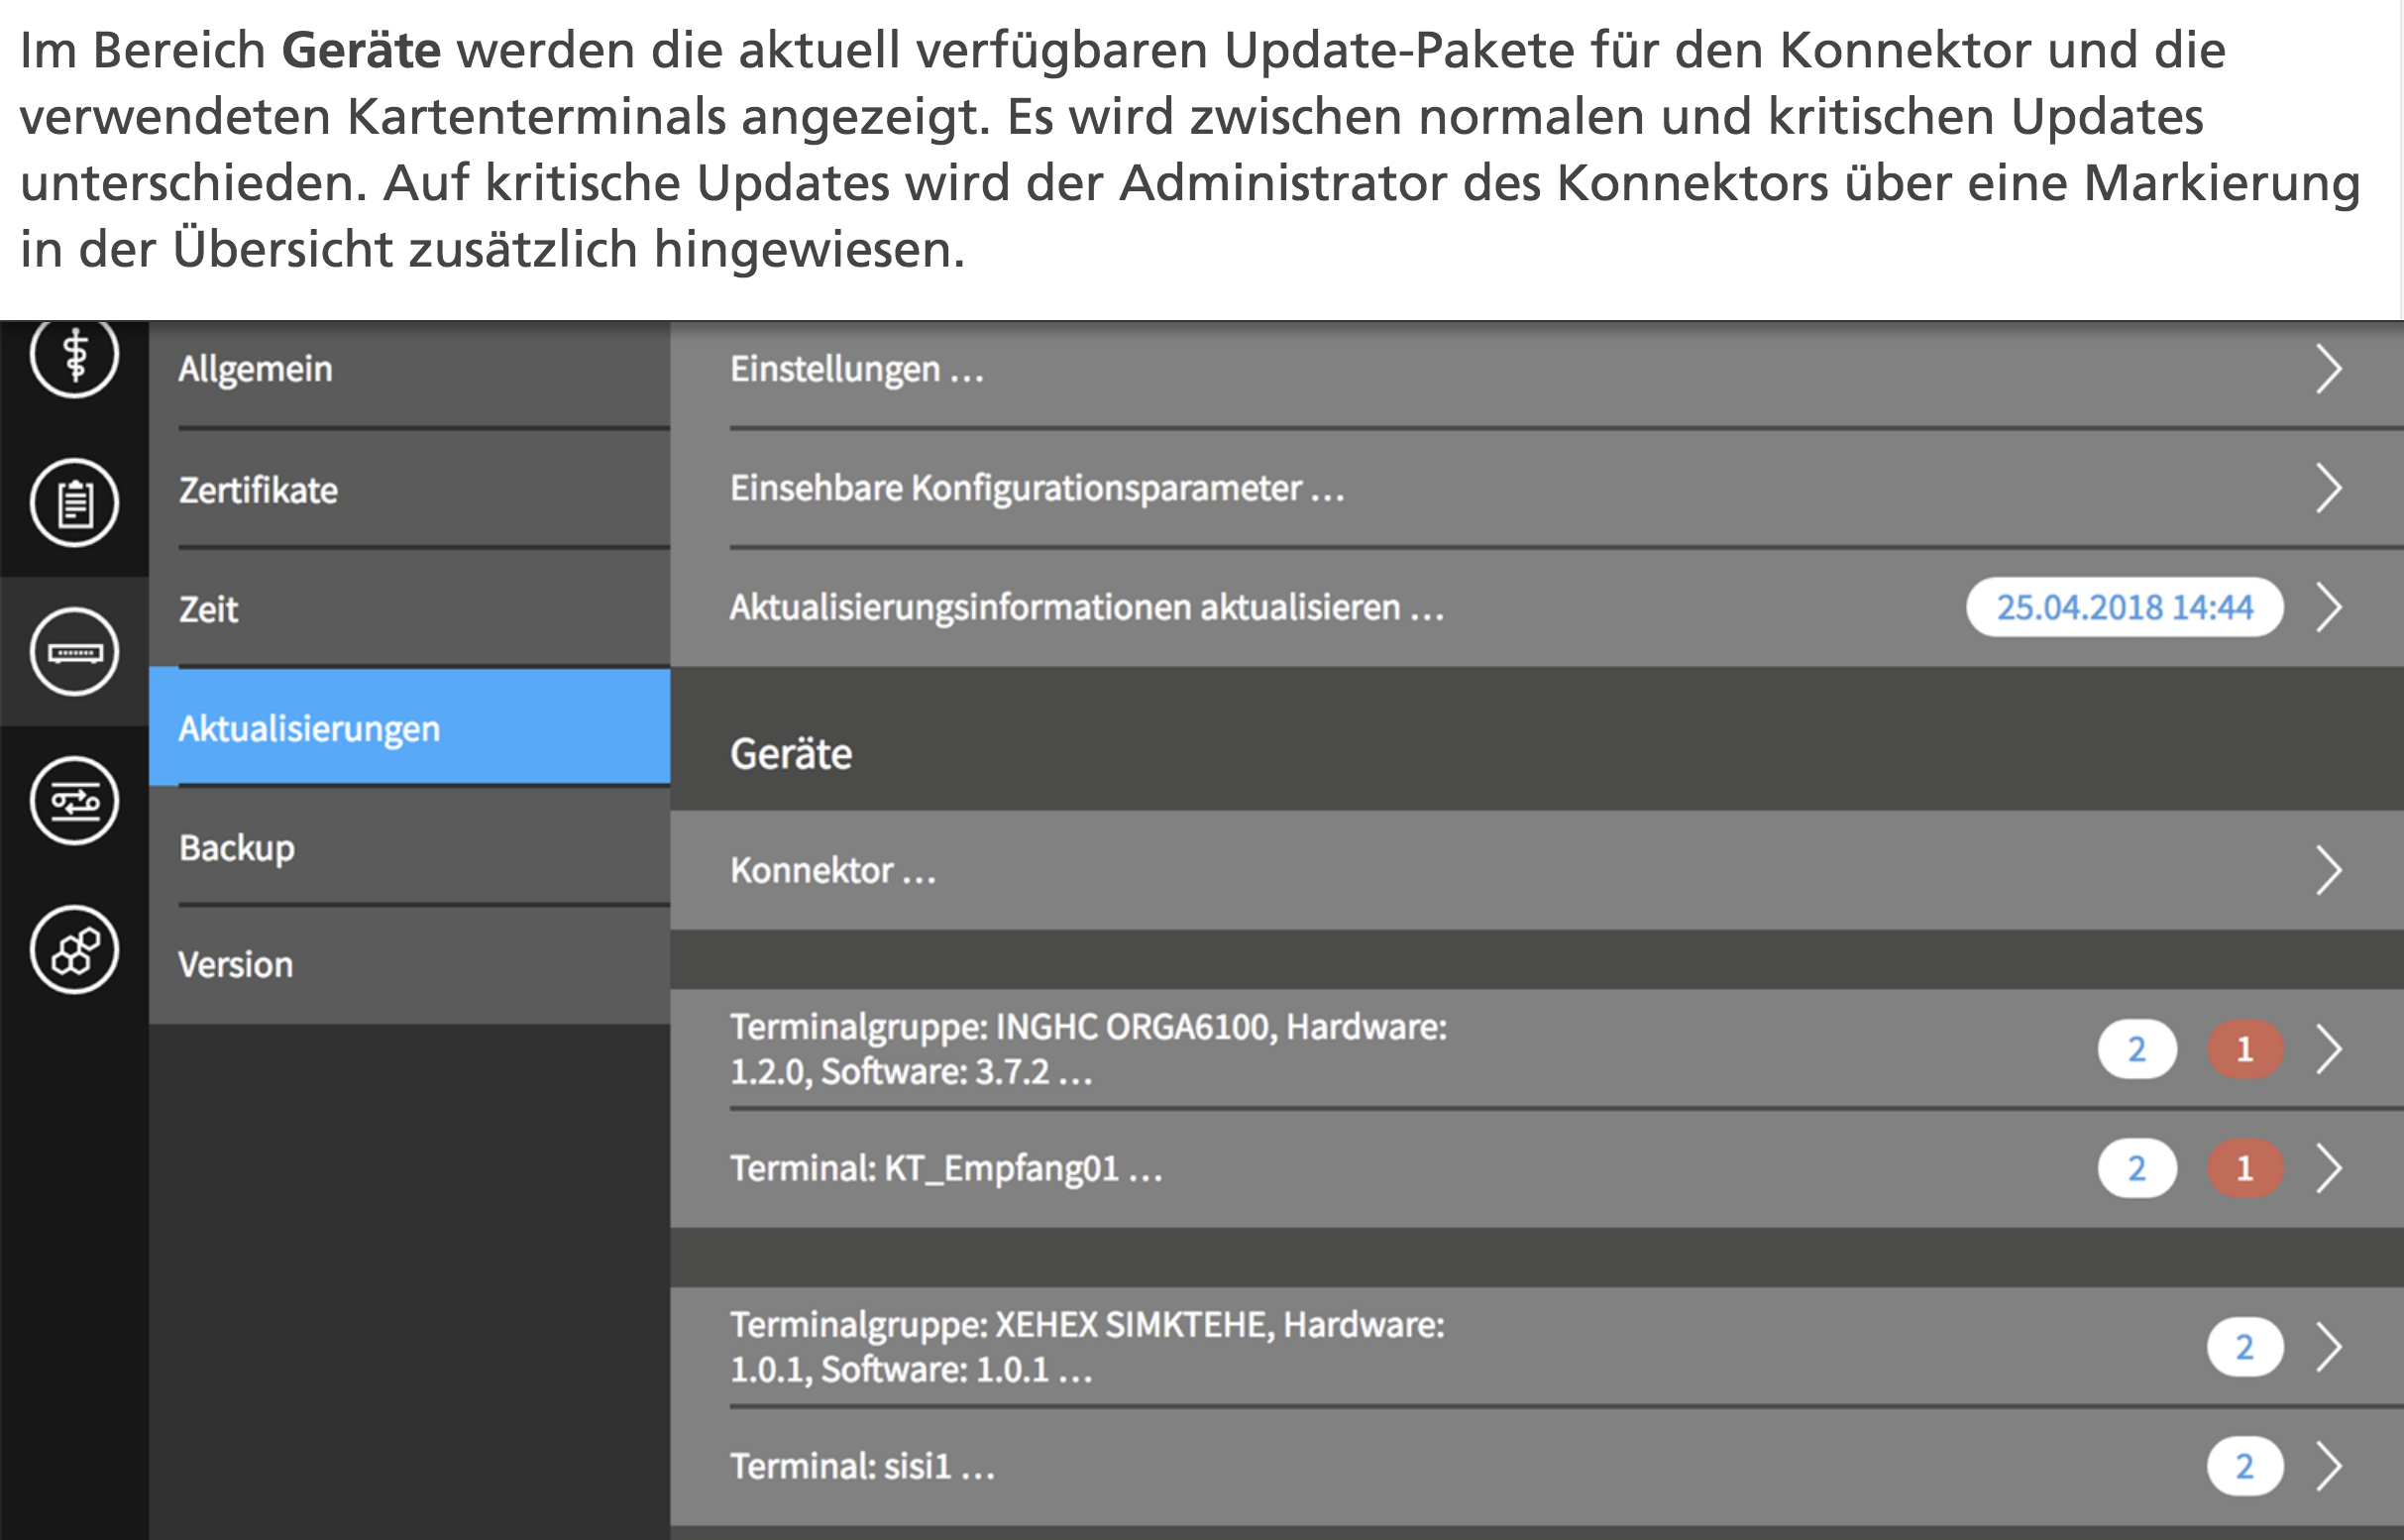 Im Bereich Geräte werden die aktuell verfügbaren Update-Pakete für den Konnektor und die
verwendeten Kartenterminals angezeigt. Es wird zwischen normalen und kritischen Updates
unterschieden. Auf kritische Updates wird der Administrator des Konnektors über eine Markierung
in der Übersicht zusätzlich hingewiesen.
Allgemein
Zertifikate
Zeit
Aktualisierungen
Backup
Version
Einstellungen ...
Einsehbare Konfigurationsparameter ...
Aktualisierungsinformationen aktualisieren ... 25.04.2018 14:44
Geräte
Konnektor ...
Terminalgruppe: INGHC ORGA6100, Hardware:
1.2.0, Software: 3.7.2 ... 2 1
Terminal: KT_Empfang01 ... 2 1
Terminalgruppe: XEHEX SIMKTEHE, Hardware:
1.0.1, Software: 1.0.1 ... 2
Terminal: sisi1 ... 2